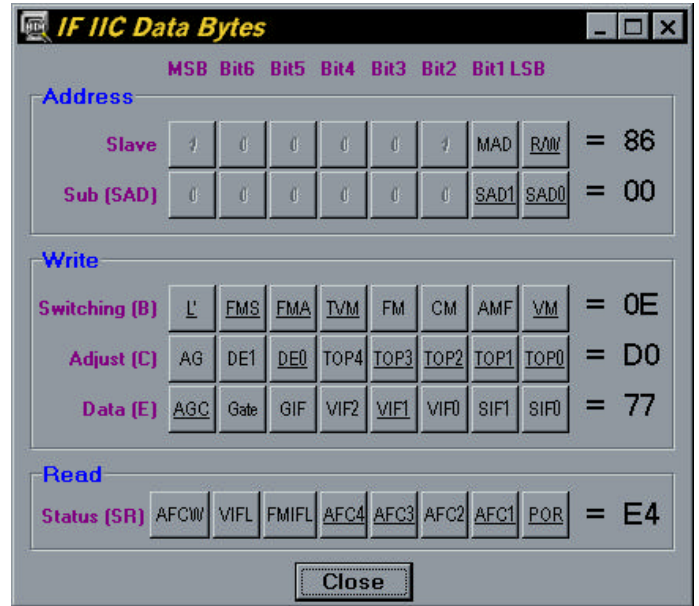 IF IIC Data Bytes
MSB Bit6 Bit5 Bit4 Bit3 Bit2 Bit1 LSB
Address
Slave 1 0 0 0 0 1 MAD R/W = 86
Sub (SAD) 0 0 0 0 0 0 SAD1 SAD0 = 00
Write
Switching (B) L' FMS FMA TVM FM CM AMF VM = 0E
Adjust (C) AG DE1 DE0 TOP4 TOP3 TOP2 TOP1 TOP0 = D0
Data (E) AGC Gate GIF VIF2 VIF1 VIF0 SIF1 SIF0 = 77
Read
Status (SR) AFCW VIFL FMIFL AFC4 AFC3 AFC2 AFC1 POR = E4
Close